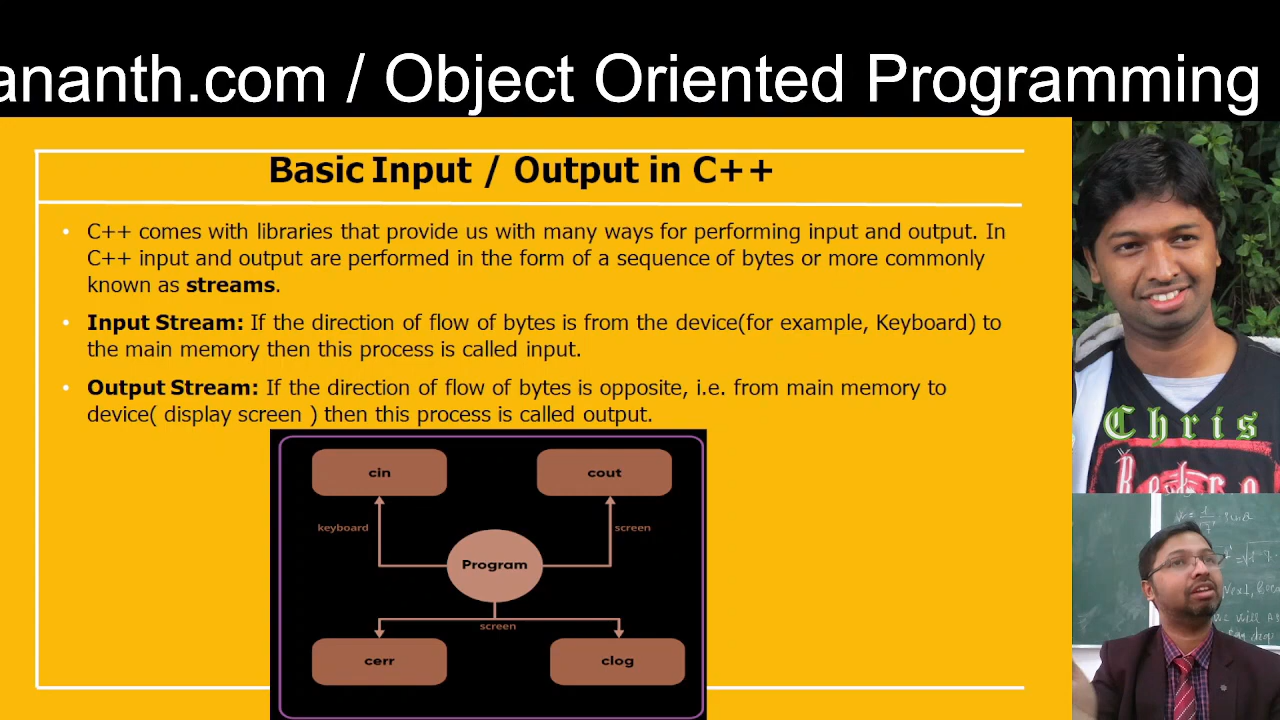 ananth.com / Object Oriented Programming
Basic Input / Output in C++
• C++ comes with libraries that provide us with many ways for performing input and output. In
C++ input and output are performed in the form of a sequence of bytes or more commonly
known as streams.
• Input Stream: If the direction of flow of bytes is from the device(for example, Keyboard) to
the main memory then this process is called input.
• Output Stream: If the direction of flow of bytes is opposite, i.e. from main memory to
device( display screen ) then this process is called output.
cin
cout
keyboard
screen
Program
screen
cerr
clog
Chris